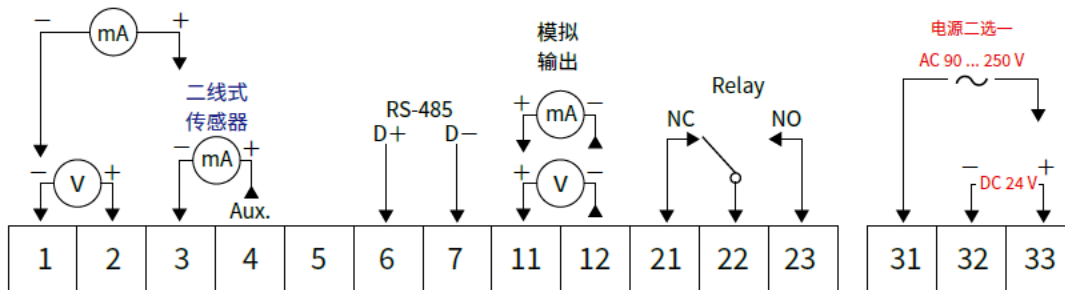 − mA +
二线式
传感器
− mA +
Aux.
− V +
RS-485
D+ D−
模拟
输出
+ mA −
+ V −
Relay
NC NO
电源二选一
AC 90 ... 250 V
− +
DC 24 V
1 2 3 4 5 6 7 11 12 21 22 23 31 32 33